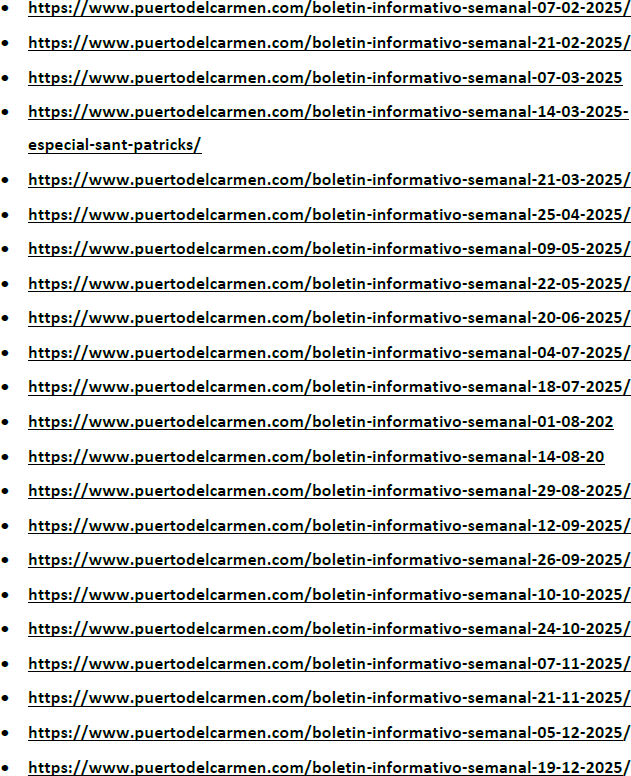 • https://www.puertodelcarmen.com/boletin-informativo-semanal-07-02-2025/
• https://www.puertodelcarmen.com/boletin-informativo-semanal-21-02-2025/
• https://www.puertodelcarmen.com/boletin-informativo-semanal-07-03-2025
• https://www.puertodelcarmen.com/boletin-informativo-semanal-14-03-2025-
especial-sant-patricks/
• https://www.puertodelcarmen.com/boletin-informativo-semanal-21-03-2025/
• https://www.puertodelcarmen.com/boletin-informativo-semanal-25-04-2025/
• https://www.puertodelcarmen.com/boletin-informativo-semanal-09-05-2025/
• https://www.puertodelcarmen.com/boletin-informativo-semanal-22-05-2025/
• https://www.puertodelcarmen.com/boletin-informativo-semanal-20-06-2025/
• https://www.puertodelcarmen.com/boletin-informativo-semanal-04-07-2025/
• https://www.puertodelcarmen.com/boletin-informativo-semanal-18-07-2025/
• https://www.puertodelcarmen.com/boletin-informativo-semanal-01-08-202
• https://www.puertodelcarmen.com/boletin-informativo-semanal-14-08-20
• https://www.puertodelcarmen.com/boletin-informativo-semanal-29-08-2025/
• https://www.puertodelcarmen.com/boletin-informativo-semanal-12-09-2025/
• https://www.puertodelcarmen.com/boletin-informativo-semanal-26-09-2025/
• https://www.puertodelcarmen.com/boletin-informativo-semanal-10-10-2025/
• https://www.puertodelcarmen.com/boletin-informativo-semanal-24-10-2025/
• https://www.puertodelcarmen.com/boletin-informativo-semanal-07-11-2025/
• https://www.puertodelcarmen.com/boletin-informativo-semanal-21-11-2025/
• https://www.puertodelcarmen.com/boletin-informativo-semanal-05-12-2025/
• https://www.puertodelcarmen.com/boletin-informativo-semanal-19-12-2025/